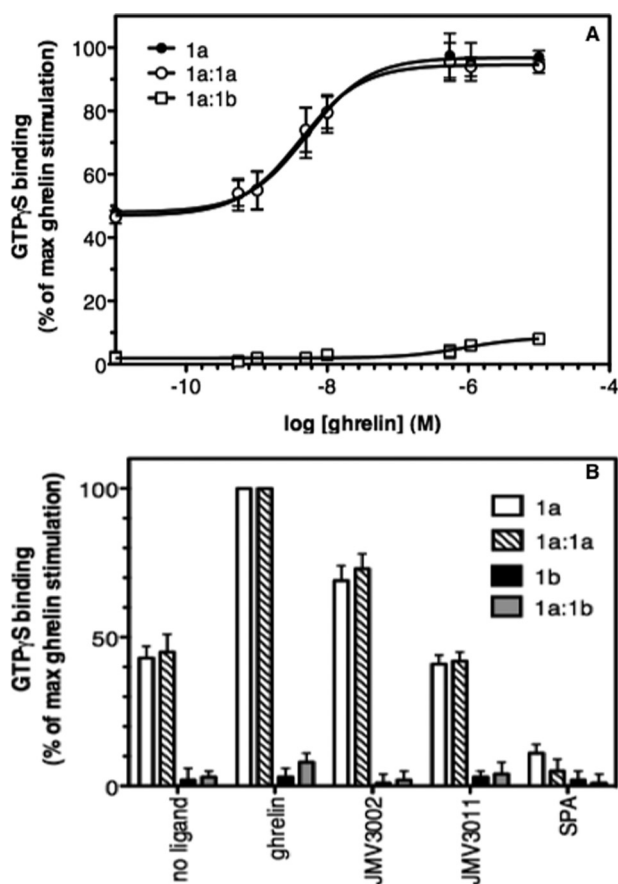 A
1a
1a:1a
1a:1b
GTPγS binding
(% of max ghrelin stimulation)
100
80
60
40
20
0
-10
-8
-6
-4
log [ghrelin] (M)
B
1a
1a:1a
1b
1a:1b
GTPγS binding
(% of max ghrelin stimulation)
100
50
0
no ligand
ghrelin
JMV3002
JMV3011
SPA